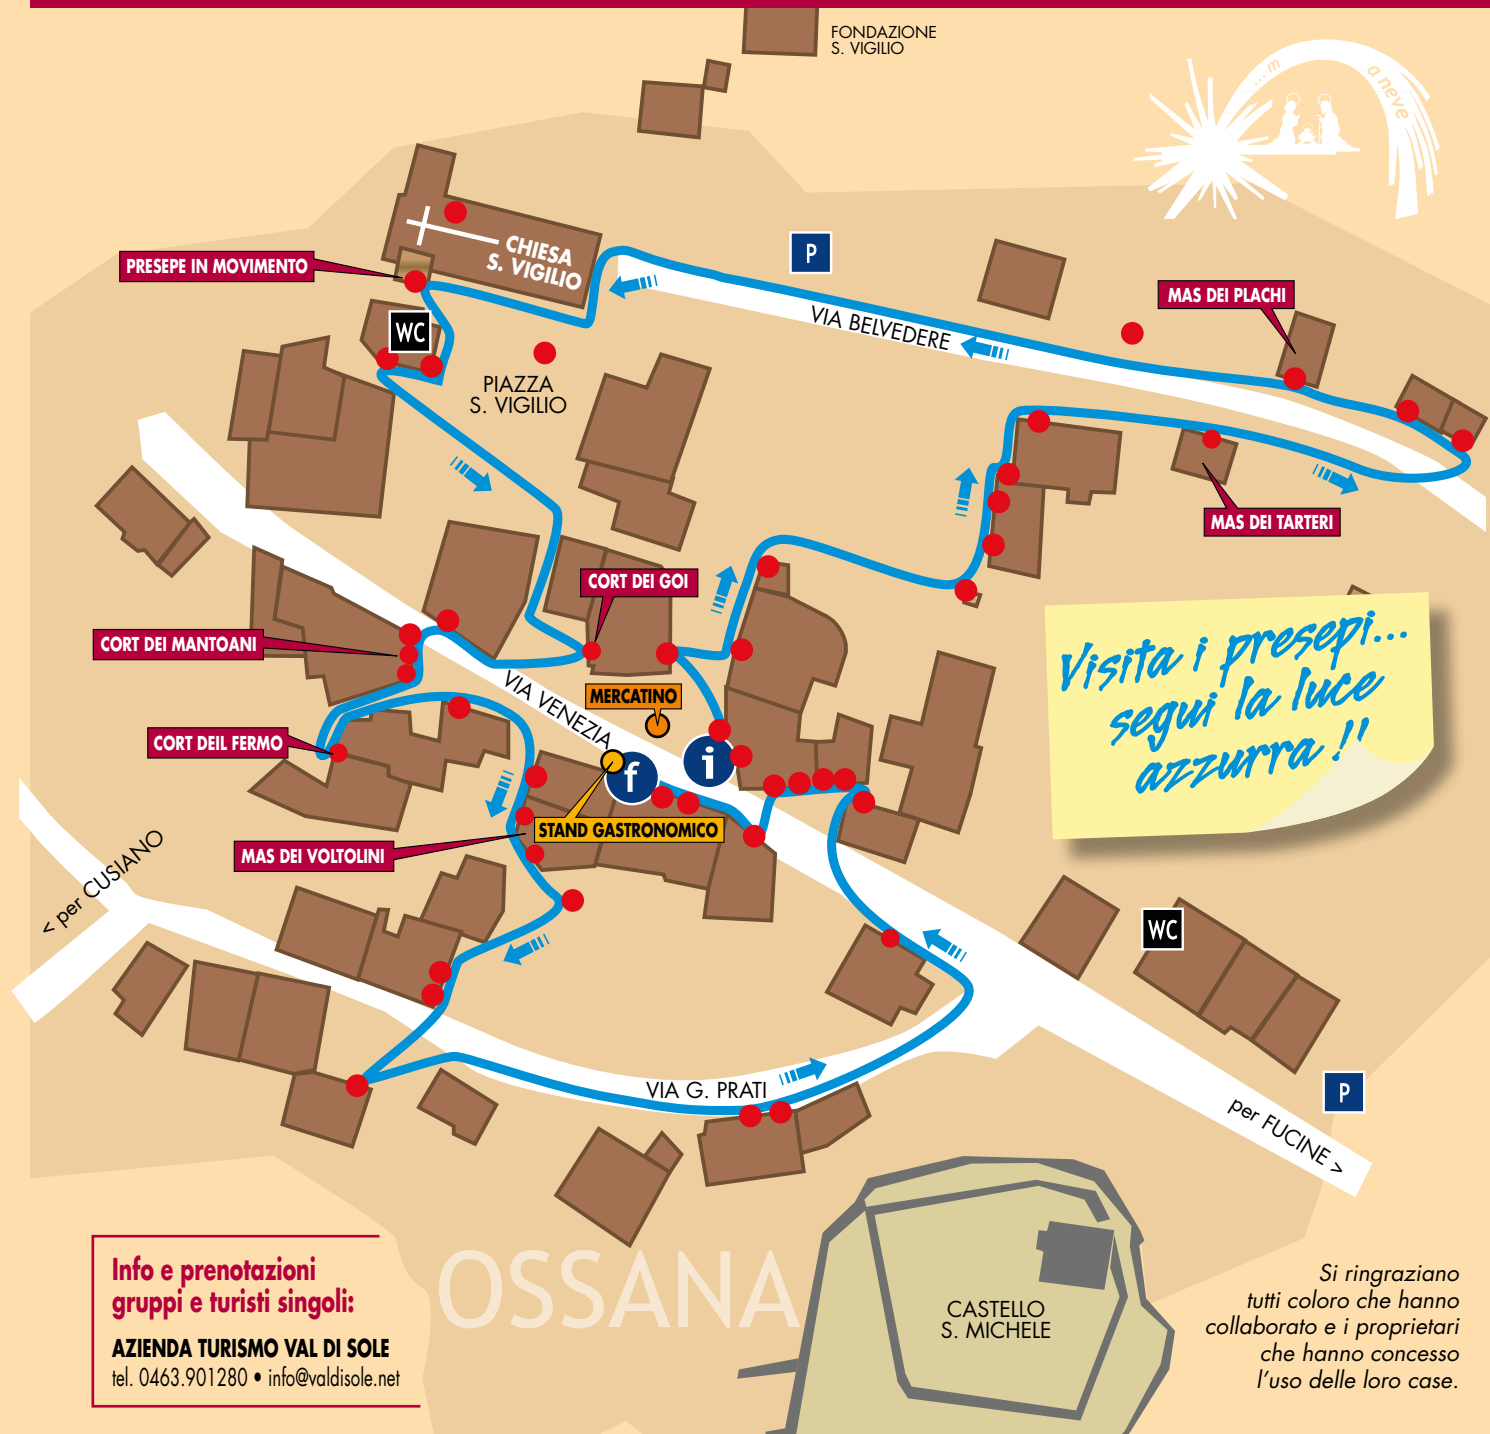 FONDAZIONE
S. VIGILIO
... m
a neve
CHIESA
S. VIGILIO
P
PRESEPE IN MOVIMENTO
MAS DEI PLACHI
VIA BELVEDERE
WC
PIAZZA
S. VIGILIO
MAS DEI TARTERI
CORT DEI GOI
CORT DEI MANTOANI
Visita i presepi...
segui la luce
azzurra !!
VIA VENEZIA
MERCATINO
CORT DEIL FERMO
i
f
STAND GASTRONOMICO
MAS DEI VOLTOLINI
< per CUSIANO
WC
VIA G. PRATI
P
per FUCINE >
OSSANA
CASTELLO
S. MICHELE
Info e prenotazioni
gruppi e turisti singoli:
AZIENDA TURISMO VAL DI SOLE
tel. 0463.901280 • info@valdisole.net
Si ringraziano
tutti coloro che hanno
collaborato e i proprietari
che hanno concesso
l'uso delle loro case.